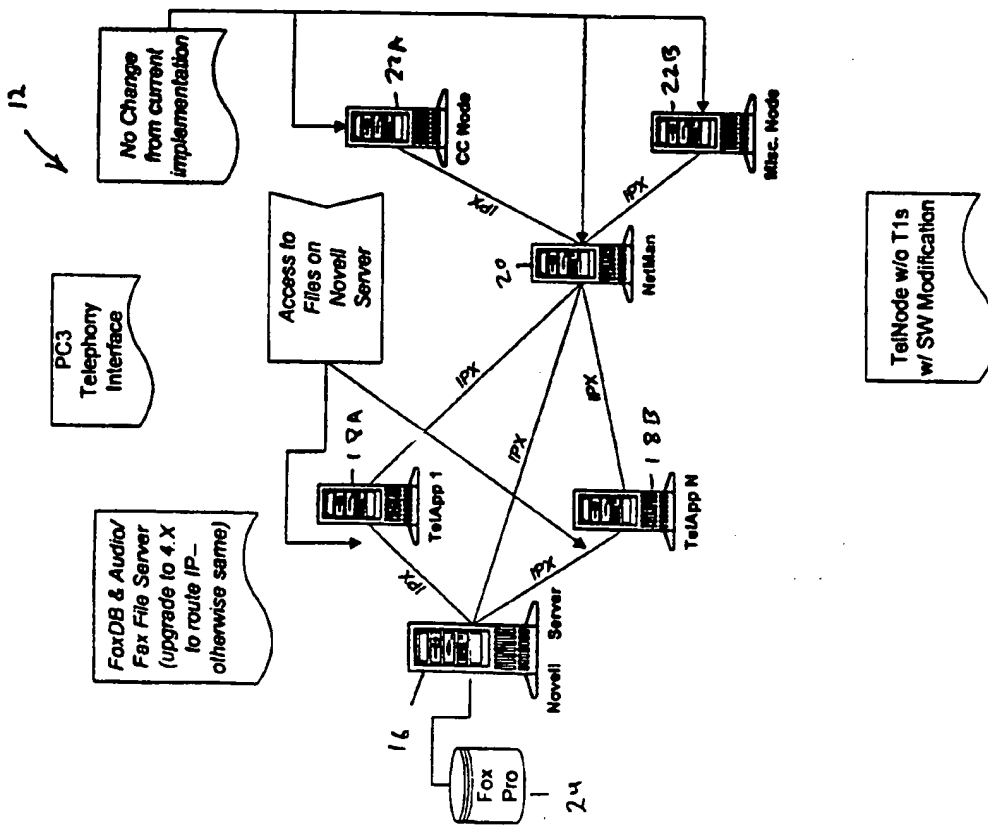 12
No Change
from current
implementation
PC3
Telephony
Interface
FoxDB & Audio/
Fax File Server
(upgrade to 4.X
to route IP_
otherwise same)
Access to
Files on
Novell
Server
22A
CC Node
22B
Misc. Node
IPX
IPX
20
NetMan
18A
TelApp 1
IPX
IPX
IPX
18B
TelApp N
IPX
IPX
16
Novell Server
Fox
Pro
24
TelNode w/o T1s
w/ SW Modification